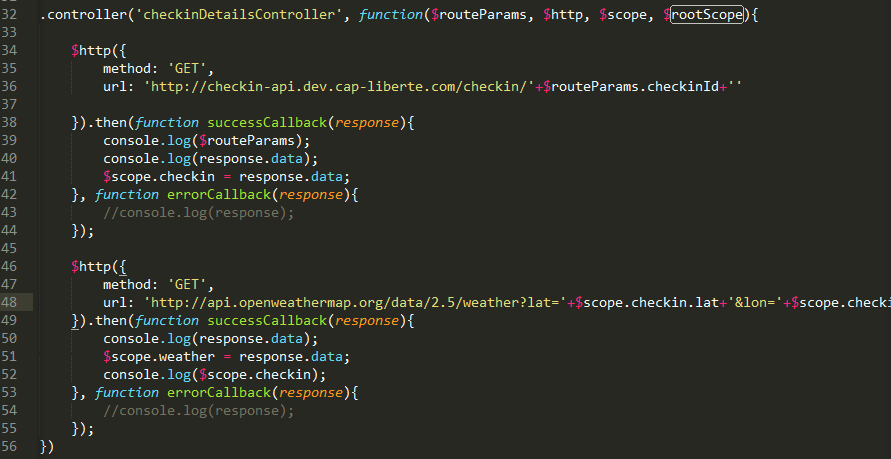 32 .controller('checkinDetailsController', function($routeParams, $http, $scope, $rootScope){
33
34 $http({
35 method: 'GET',
36 url: 'http://checkin-api.dev.cap-liberte.com/checkin/'+$routeParams.checkinId+''
37
38 }).then(function successCallback(response){
39 console.log($routeParams);
40 console.log(response.data);
41 $scope.checkin = response.data;
42 }, function errorCallback(response){
43 //console.log(response);
44 });
45
46 $http({
47 method: 'GET',
48 url: 'http://api.openweathermap.org/data/2.5/weather?lat='+$scope.checkin.lat+'&lon='+$scope.checki
49 }).then(function successCallback(response){
50 console.log(response.data);
51 $scope.weather = response.data;
52 console.log($scope.checkin);
53 }, function errorCallback(response){
54 //console.log(response);
55 });
56 })